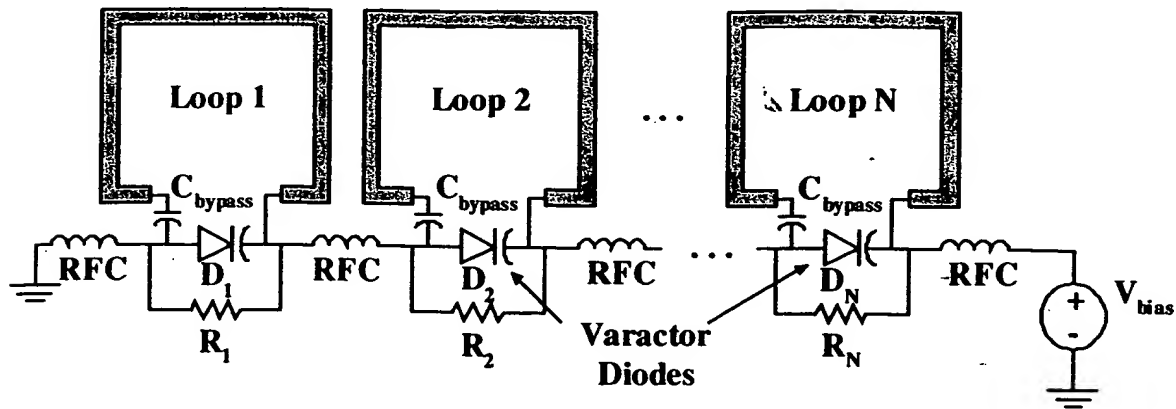 Loop 1
Loop 2
Loop N
...
C_bypass
C_bypass
C_bypass
RFC
D_1
RFC
D_2
RFC
...
D_N
RFC
+
-
V_bias
R_1
R_2
R_N
Varactor
Diodes